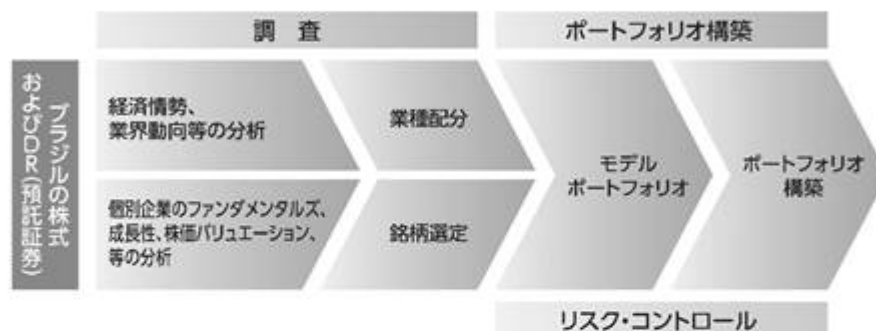 調 査
ポートフォリオ構築
ブラジルの株式
およびDR(預託証券)
経済情勢、
業界動向等の分析
業種配分
個別企業のファンダメンタルズ、
成長性、株価バリュエーション、
等の分析
銘柄選定
モデル
ポートフォリオ
ポートフォリオ
構築
リスク・コントロール